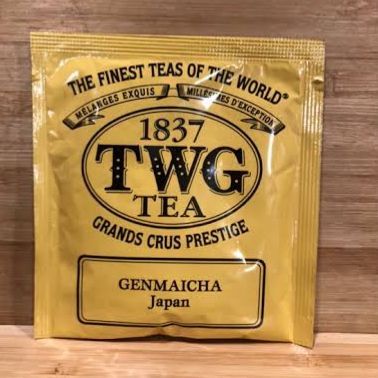 THE FINEST TEAS OF THE WORLD®
MÉLANGES EXQUIS MILLÉSIMES D'EXCEPTION
1837
TWG
TEA
GRANDS CRUS PRESTIGE
GENMAICHA
Japan